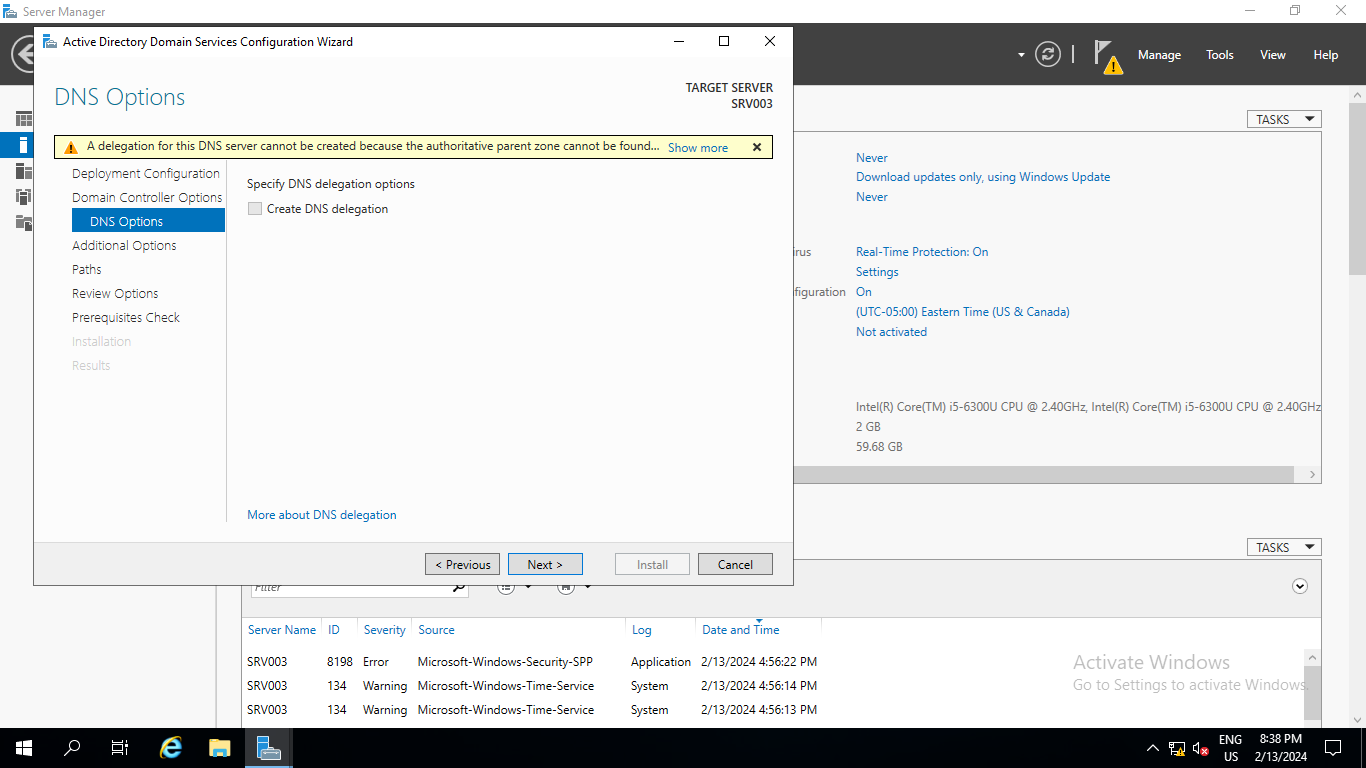 Server Manager
Active Directory Domain Services Configuration Wizard
Manage Tools View Help
DNS Options
TARGET SERVER
SRV003
A delegation for this DNS server cannot be created because the authoritative parent zone cannot be found... Show more
Deployment Configuration
Domain Controller Options
DNS Options
Additional Options
Paths
Review Options
Prerequisites Check
Installation
Results
Specify DNS delegation options
Create DNS delegation
More about DNS delegation
< Previous Next > Install Cancel
TASKS
Never
Download updates only, using Windows Update
Never
irus Real-Time Protection: On
Settings
figuration On
(UTC-05:00) Eastern Time (US & Canada)
Not activated
Intel(R) Core(TM) i5-6300U CPU @ 2.40GHz, Intel(R) Core(TM) i5-6300U CPU @ 2.40GHz
2 GB
59.68 GB
TASKS
Filter
Server Name ID Severity Source Log Date and Time
SRV003 8198 Error Microsoft-Windows-Security-SPP Application 2/13/2024 4:56:22 PM
SRV003 134 Warning Microsoft-Windows-Time-Service System 2/13/2024 4:56:14 PM
SRV003 134 Warning Microsoft-Windows-Time-Service System 2/13/2024 4:56:13 PM
Activate Windows
Go to Settings to activate Windows.
ENG
US
8:38 PM
2/13/2024